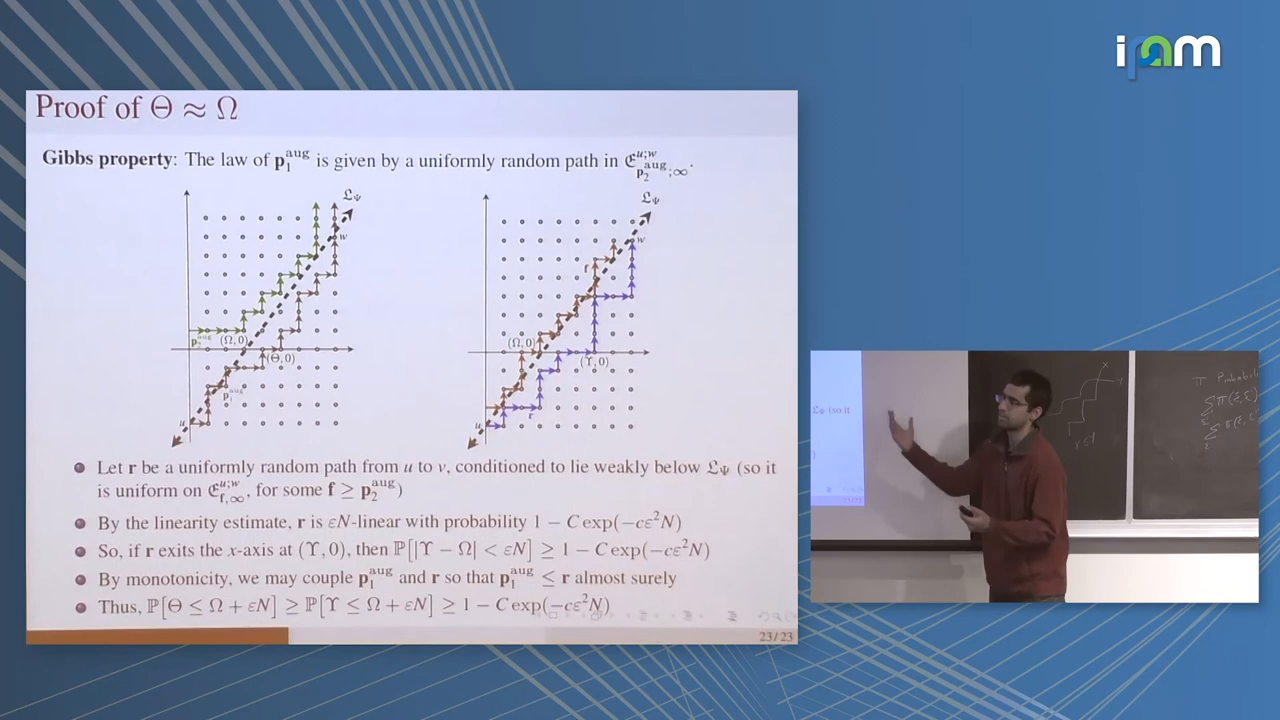 ipam
Proof of Θ ≈ Ω
Gibbs property: The law of p₁^aug is given by a uniformly random path in 𝔈^{u;w}_{p₂^aug;∞}.
𝔏_Ψ
w
p₂^aug
(Ω, 0)
(Θ, 0)
p₁^aug
u
𝔏_Ψ
w
f
(Ω, 0)
(Υ, 0)
r
u
Let r be a uniformly random path from u to v, conditioned to lie weakly below 𝔏_Ψ (so it
is uniform on 𝔈^{u;w}_{f,∞}, for some f ≥ p₂^aug)
By the linearity estimate, r is εN-linear with probability 1 − C exp(−cε²N)
So, if r exits the x-axis at (Υ, 0), then ℙ[|Υ − Ω| < εN] ≥ 1 − C exp(−cε²N)
By monotonicity, we may couple p₁^aug and r so that p₁^aug ≤ r almost surely
Thus, ℙ[Θ ≤ Ω + εN] ≥ ℙ[Υ ≤ Ω + εN] ≥ 1 − C exp(−cε²N)
23/23
𝔏_Ψ (so it